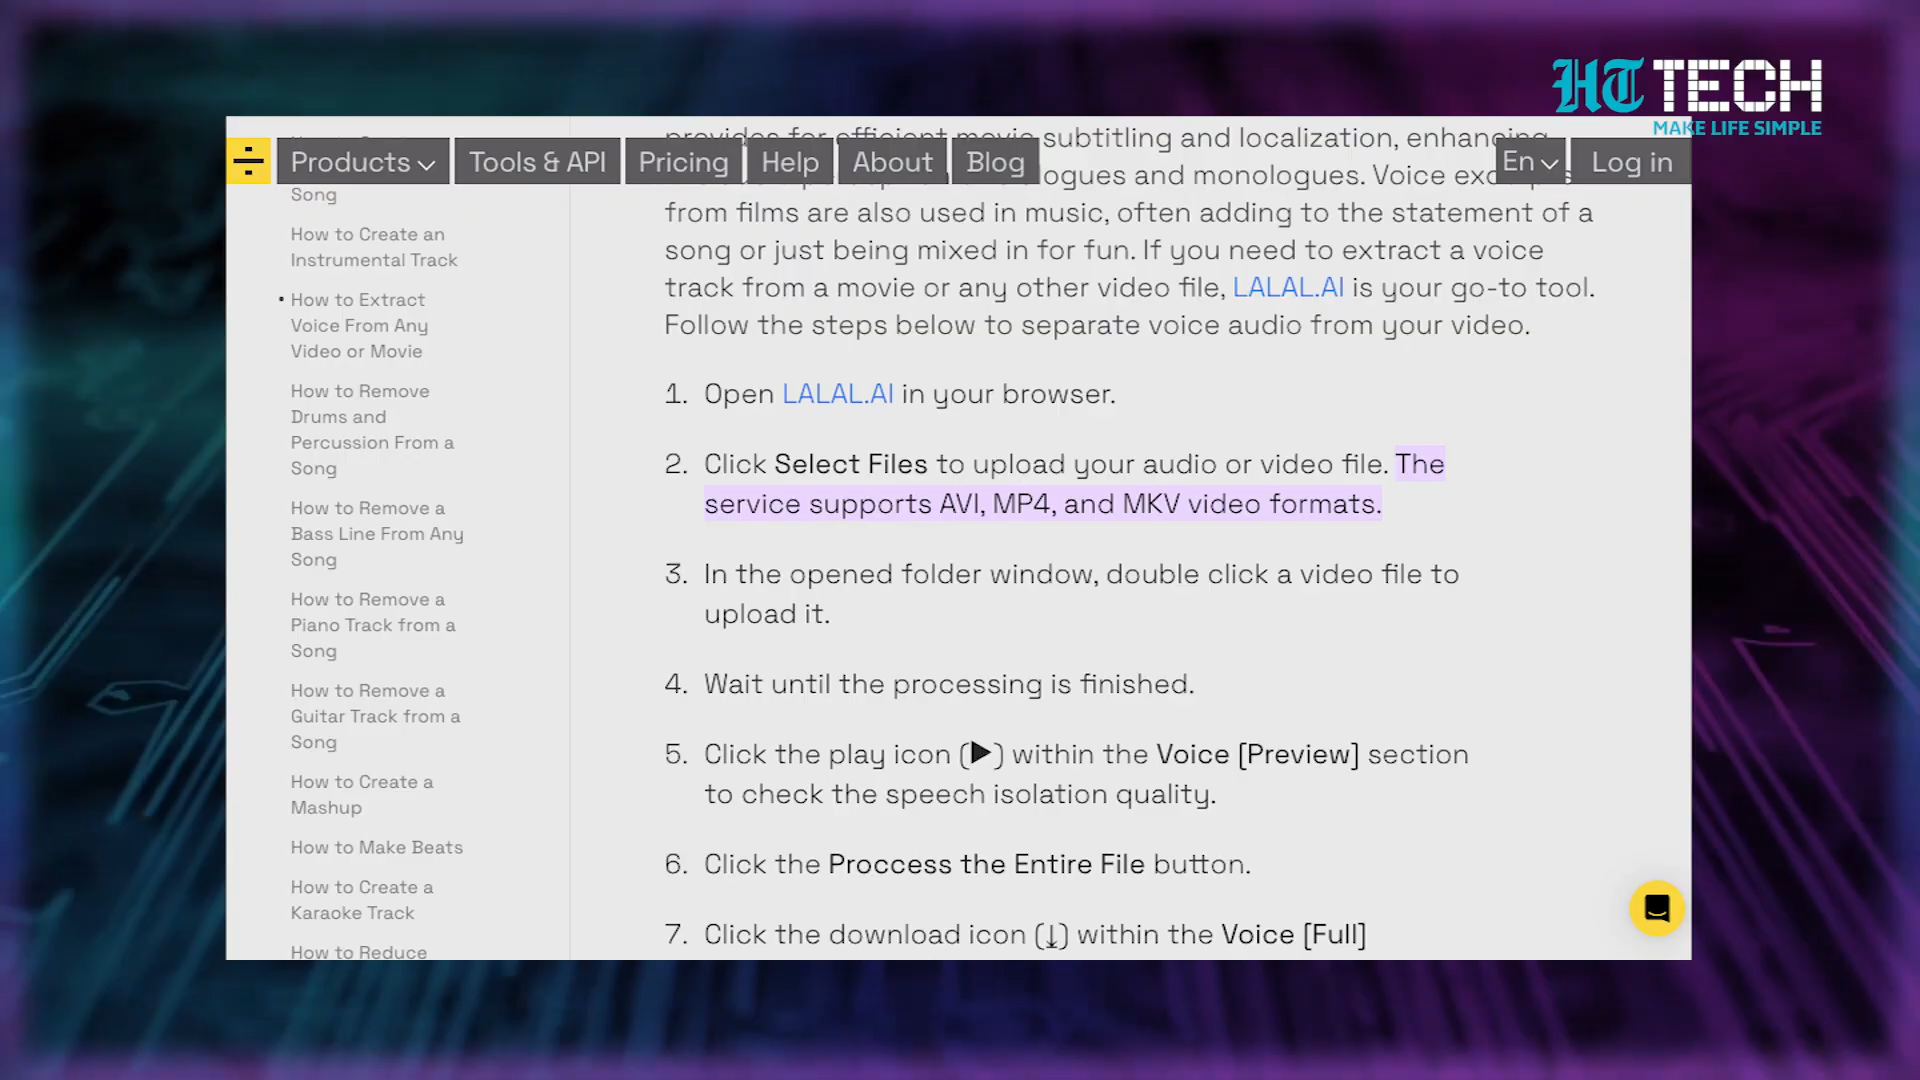 HT TECH
MAKE LIFE SIMPLE
Products
Tools & API
Pricing
Help
About
Blog
En
Log in
Song
How to Create an
Instrumental Track
• How to Extract
Voice From Any
Video or Movie
How to Remove
Drums and
Percussion From a
Song
How to Remove a
Bass Line From Any
Song
How to Remove a
Piano Track from a
Song
How to Remove a
Guitar Track from a
Song
How to Create a
Mashup
How to Make Beats
How to Create a
Karaoke Track
How to Reduce
provides for efficient movie subtitling and localization, enhancing
logues and monologues. Voice
from films are also used in music, often adding to the statement of a
song or just being mixed in for fun. If you need to extract a voice
track from a movie or any other video file, LALAL.AI is your go-to tool.
Follow the steps below to separate voice audio from your video.
1. Open LALAL.AI in your browser.
2. Click Select Files to upload your audio or video file. The
service supports AVI, MP4, and MKV video formats.
3. In the opened folder window, double click a video file to
upload it.
4. Wait until the processing is finished.
5. Click the play icon (▶) within the Voice [Preview] section
to check the speech isolation quality.
6. Click the Proccess the Entire File button.
7. Click the download icon (↓) within the Voice [Full]